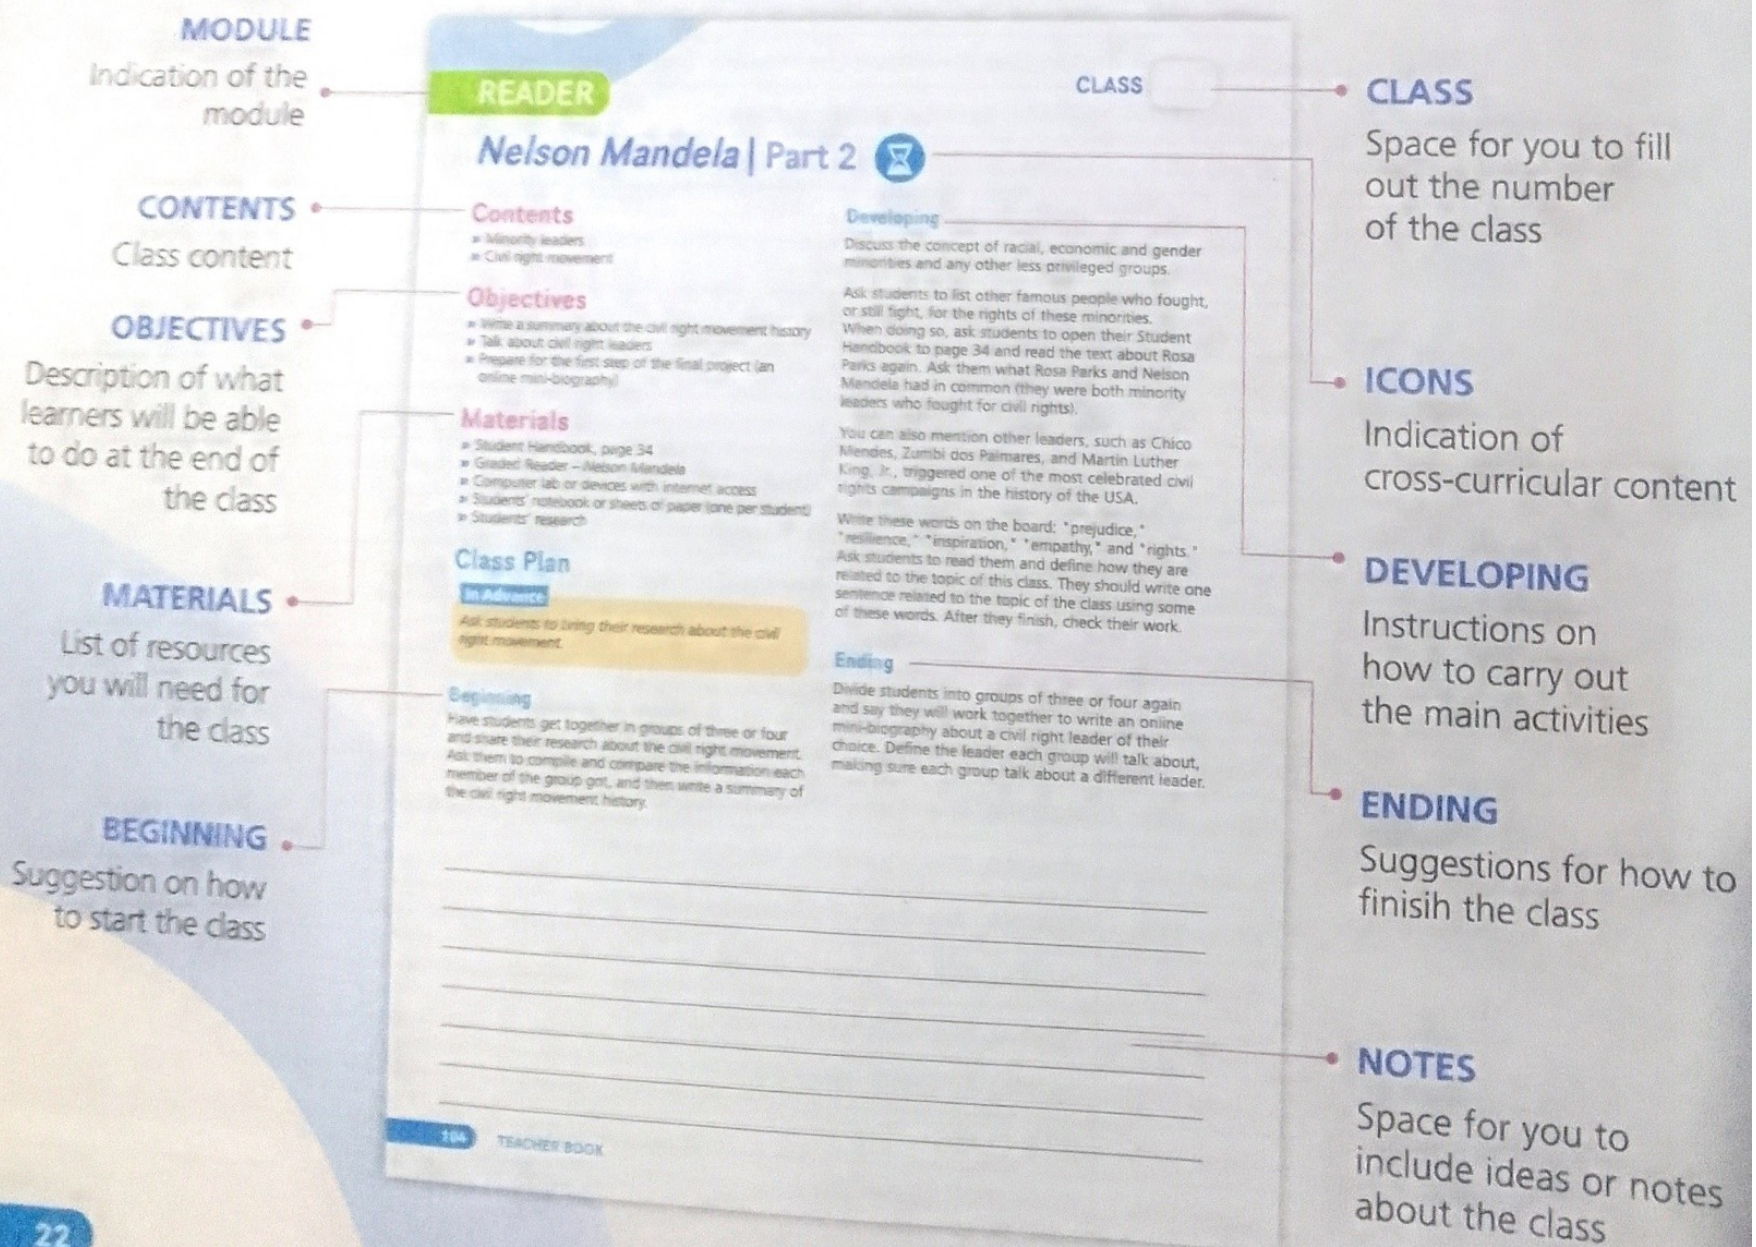 MODULE
Indication of the
module
CONTENTS
Class content
OBJECTIVES
Description of what
learners will be able
to do at the end of
the class
MATERIALS
List of resources
you will need for
the class
BEGINNING
Suggestion on how
to start the class
READER
CLASS
Nelson Mandela | Part 2
Contents
» Minority leaders
» Civil right movement
Objectives
» Write a summary about the civil right movement history
» Talk about civil right leaders
» Prepare for the first step of the final project (an
online mini-biography)
Materials
» Student Handbook, page 34
» Graded Reader – Nelson Mandela
» Computer lab or devices with internet access
» Students' notebook or sheets of paper (one per student)
» Students' research
Class Plan
In Advance
Ask students to bring their research about the civil
right movement.
Beginning
Have students get together in groups of three or four
and share their research about the civil right movement.
Ask them to compile and compare the information each
member of the group got, and then write a summary of
the civil right movement history.
Developing
Discuss the concept of racial, economic and gender
minorities and any other less privileged groups.
Ask students to list other famous people who fought,
or still fight, for the rights of these minorities.
When doing so, ask students to open their Student
Handbook to page 34 and read the text about Rosa
Parks again. Ask them what Rosa Parks and Nelson
Mandela had in common (they were both minority
leaders who fought for civil rights).
You can also mention other leaders, such as Chico
Mendes, Zumbi dos Palmares, and Martin Luther
King, Jr., triggered one of the most celebrated civil
rights campaigns in the history of the USA.
Write these words on the board: "prejudice,"
"resilience," "inspiration," "empathy," and "rights."
Ask students to read them and define how they are
related to the topic of this class. They should write one
sentence related to the topic of the class using some
of these words. After they finish, check their work.
Ending
Divide students into groups of three or four again
and say they will work together to write an online
mini-biography about a civil right leader of their
choice. Define the leader each group will talk about,
making sure each group talk about a different leader.
104 TEACHER BOOK
CLASS
Space for you to fill
out the number
of the class
ICONS
Indication of
cross-curricular content
DEVELOPING
Instructions on
how to carry out
the main activities
ENDING
Suggestions for how to
finisih the class
NOTES
Space for you to
include ideas or notes
about the class
22